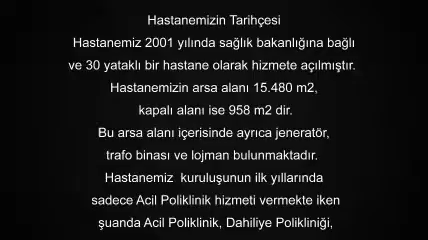 Hastanemizin Tarihçesi
Hastanemiz 2001 yılında sağlık bakanlığına bağlı
ve 30 yataklı bir hastane olarak hizmete açılmıştır.
Hastanemizin arsa alanı 15.480 m2,
kapalı alanı ise 958 m2 dir.
Bu arsa alanı içerisinde ayrıca jeneratör,
trafo binası ve lojman bulunmaktadır.
Hastanemiz kuruluşunun ilk yıllarında
sadece Acil Poliklinik hizmeti vermekte iken
şuanda Acil Poliklinik, Dahiliye Polikliniği,